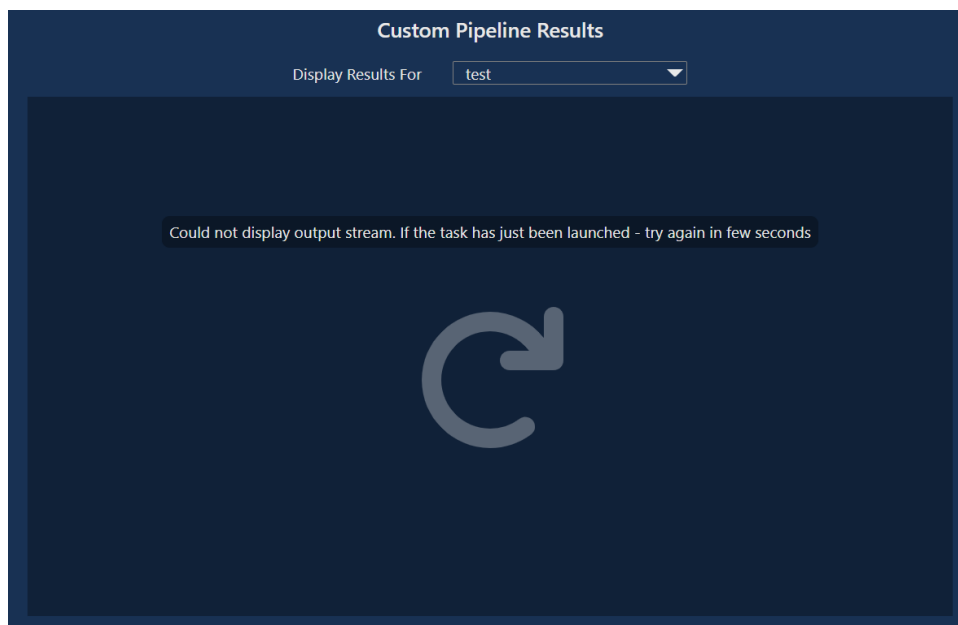 Custom Pipeline Results
Display Results For test
Could not display output stream. If the task has just been launched - try again in few seconds